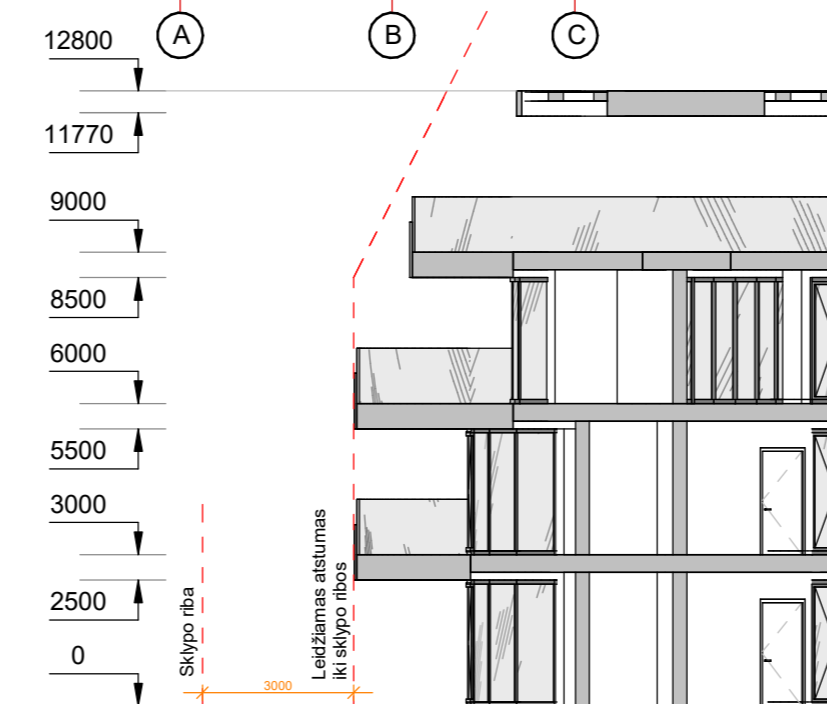 A
B
C
12800
11770
9000
8500
6000
5500
3000
2500
0
Sklypo riba
Leidžiamas atstumas
iki sklypo ribos
3000